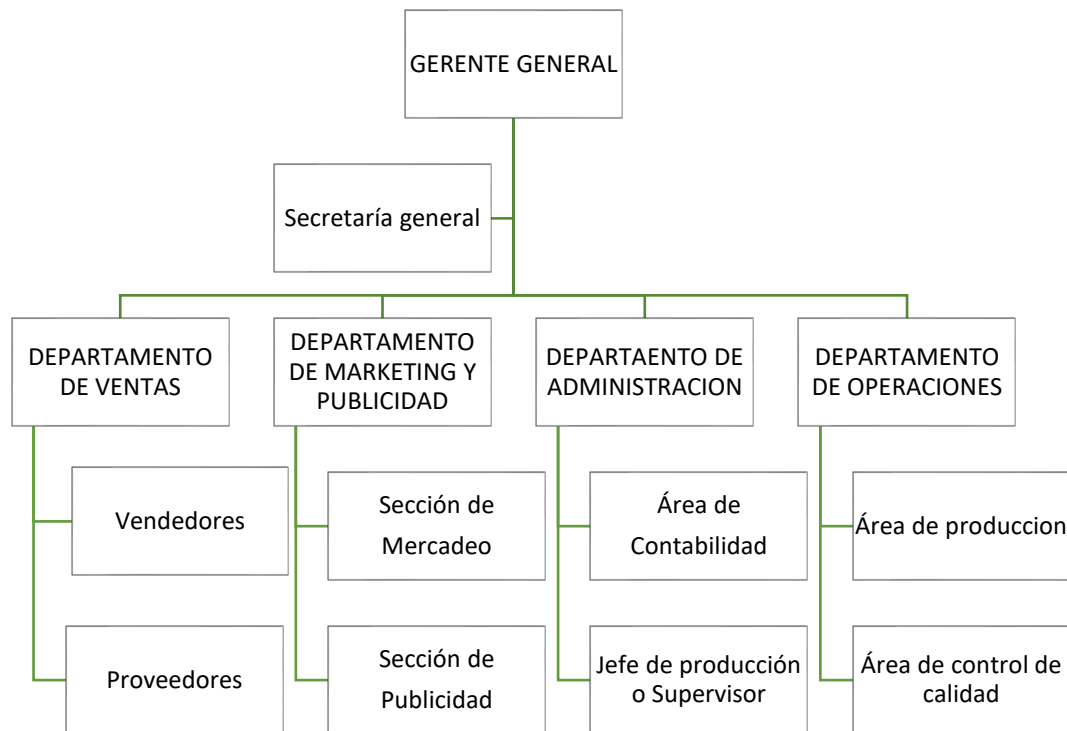 GERENTE GENERAL
Secretaría general
DEPARTAMENTO
DE VENTAS
DEPARTAMENTO
DE MARKETING Y
PUBLICIDAD
DEPARTAENTO DE
ADMINISTRACION
DEPARTAMENTO
DE OPERACIONES
Vendedores
Sección de
Mercadeo
Área de
Contabilidad
Área de produccion
Proveedores
Sección de
Publicidad
Jefe de producción
o Supervisor
Área de control de
calidad